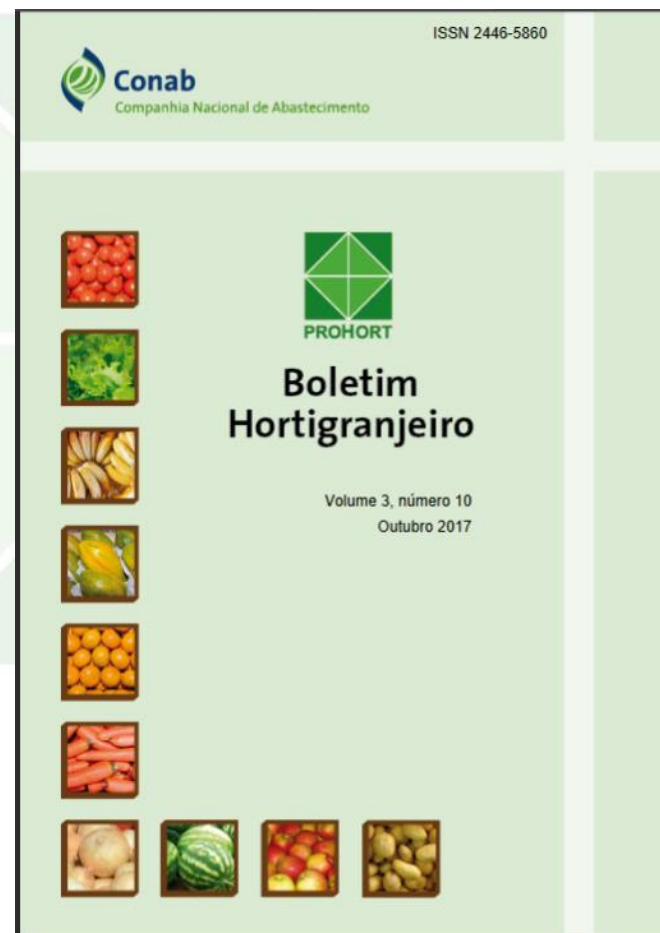 ISSN 2446-5860
Conab
Companhia Nacional de Abastecimento
PROHORT
Boletim
Hortigranjeiro
Volume 3, número 10
Outubro 2017